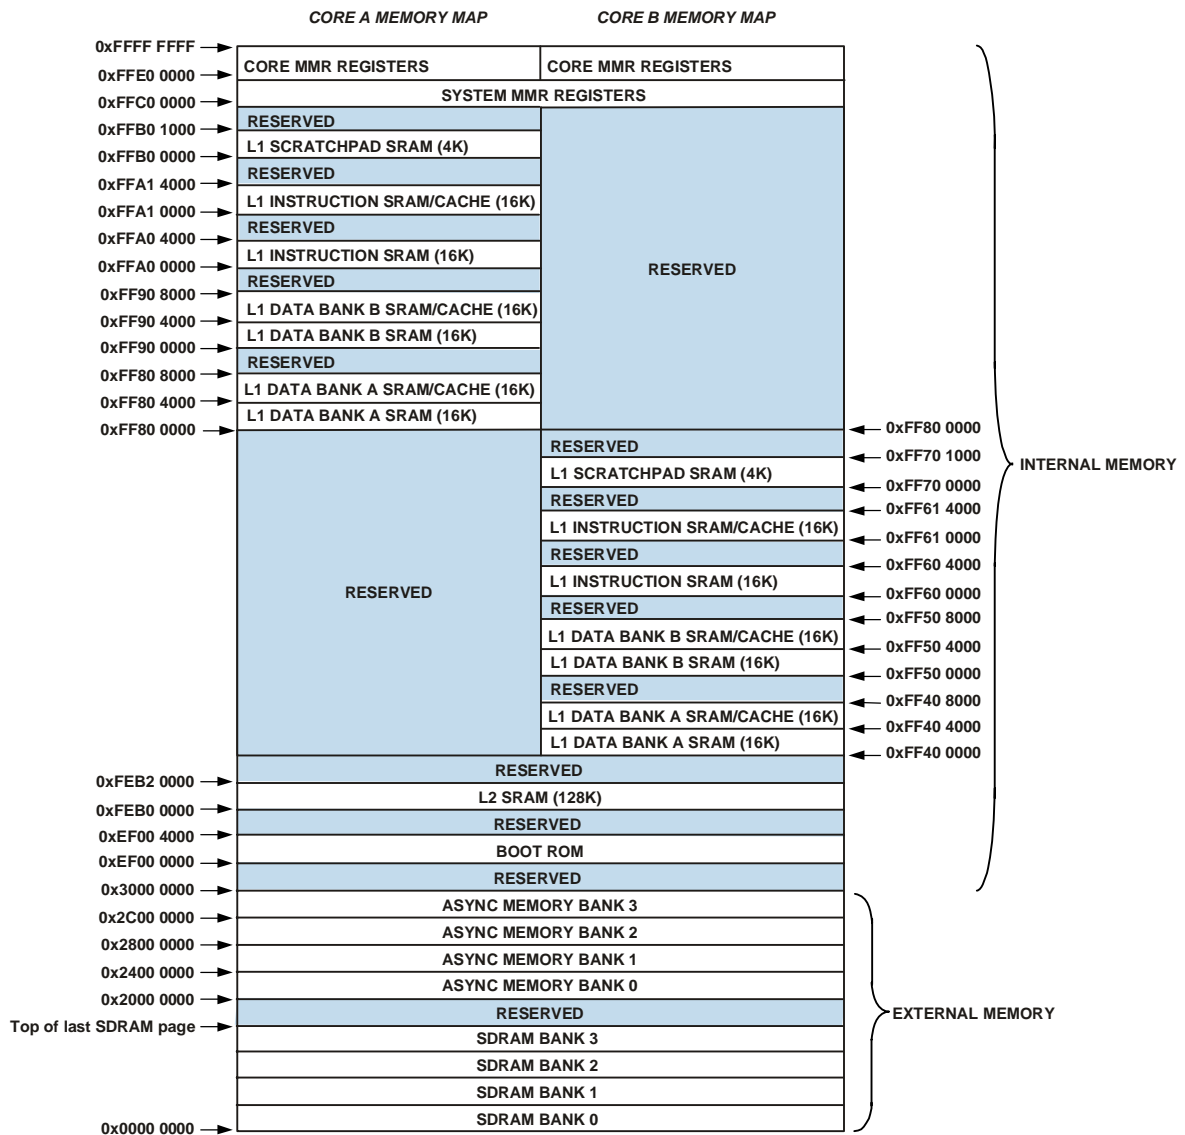 CORE A MEMORY MAP
CORE B MEMORY MAP
0xFFFF FFFF
CORE MMR REGISTERS
CORE MMR REGISTERS
0xFFE0 0000
SYSTEM MMR REGISTERS
0xFFC0 0000
RESERVED
0xFFB0 1000
L1 SCRATCHPAD SRAM (4K)
0xFFB0 0000
RESERVED
0xFFA1 4000
L1 INSTRUCTION SRAM/CACHE (16K)
0xFFA1 0000
RESERVED
0xFFA0 4000
L1 INSTRUCTION SRAM (16K)
0xFFA0 0000
RESERVED
RESERVED
0xFF90 8000
L1 DATA BANK B SRAM/CACHE (16K)
0xFF90 4000
L1 DATA BANK B SRAM (16K)
0xFF90 0000
RESERVED
0xFF80 8000
L1 DATA BANK A SRAM/CACHE (16K)
0xFF80 4000
L1 DATA BANK A SRAM (16K)
0xFF80 0000
0xFF80 0000
RESERVED
0xFF70 1000
INTERNAL MEMORY
L1 SCRATCHPAD SRAM (4K)
0xFF70 0000
RESERVED
0xFF61 4000
L1 INSTRUCTION SRAM/CACHE (16K)
0xFF61 0000
RESERVED
0xFF60 4000
L1 INSTRUCTION SRAM (16K)
RESERVED
0xFF60 0000
RESERVED
0xFF50 8000
L1 DATA BANK B SRAM/CACHE (16K)
0xFF50 4000
L1 DATA BANK B SRAM (16K)
0xFF50 0000
RESERVED
0xFF40 8000
L1 DATA BANK A SRAM/CACHE (16K)
0xFF40 4000
L1 DATA BANK A SRAM (16K)
0xFF40 0000
RESERVED
0xFEB2 0000
L2 SRAM (128K)
0xFEB0 0000
RESERVED
0xEF00 4000
BOOT ROM
0xEF00 0000
RESERVED
0x3000 0000
ASYNC MEMORY BANK 3
0x2C00 0000
ASYNC MEMORY BANK 2
0x2800 0000
ASYNC MEMORY BANK 1
0x2400 0000
ASYNC MEMORY BANK 0
0x2000 0000
RESERVED
EXTERNAL MEMORY
Top of last SDRAM page
SDRAM BANK 3
SDRAM BANK 2
SDRAM BANK 1
SDRAM BANK 0
0x0000 0000